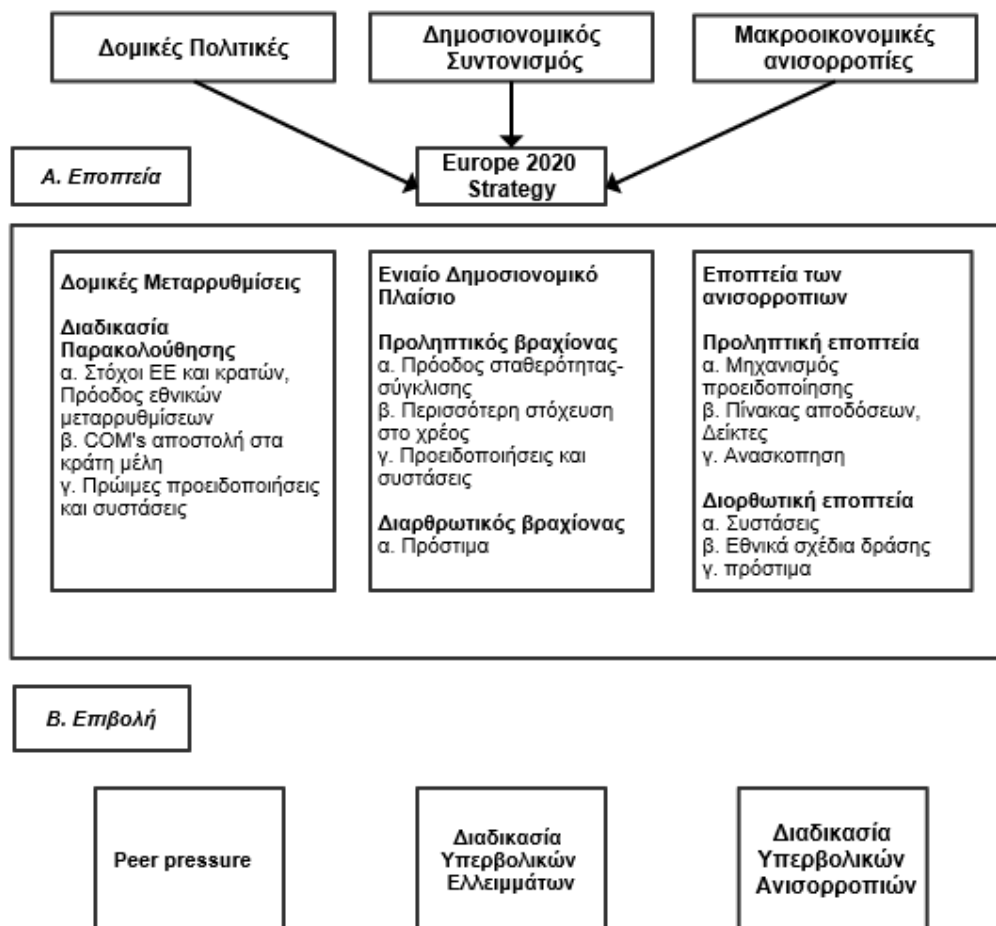 Δομικές Πολιτικές
Δημοσιονομικός
Συντονισμός
Μακροοικονομικές
ανισορροπίες
Α. Εποπτεία
Europe 2020
Strategy
Δομικές Μεταρρυθμίσεις
Διαδικασία
Παρακολούθησης
α. Στόχοι ΕΕ και κρατών,
Πρόοδος εθνικών
μεταρρυθμίσεων
β. COM's αποστολή στα
κράτη μέλη
γ. Πρώιμες προειδοποιήσεις
και συστάσεις
Ενιαίο Δημοσιονομικό
Πλαίσιο
Προληπτικός βραχίονας
α. Πρόοδος σταθερότητας-
σύγκλισης
β. Περισσότερη στόχευση
στο χρέος
γ. Προειδοποιήσεις και
συστάσεις
Διαρθρωτικός βραχίονας
α. Πρόστιμα
Εποπτεία των
ανισορροπιων
Προληπτική εποπτεία
α. Μηχανισμός
προειδοποίησης
β. Πίνακας αποδόσεων,
Δείκτες
γ. Ανασκοπηση
Διορθωτική εποπτεία
α. Συστάσεις
β. Εθνικά σχέδια δράσης
γ. πρόστιμα
Β. Επιβολή
Peer pressure
Διαδικασία
Υπερβολικών
Ελλειμμάτων
Διαδικασία
Υπερβολικών
Ανισορροπιών